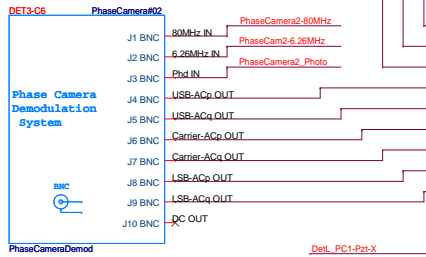 DET3-C6 PhaseCamera#02
J1 BNC 80MHz IN PhaseCamera2-80MHz
J2 BNC 6.26MHz IN PhaseCam2-6.26MHz
J3 BNC Phd IN PhaseCamera2_Photo
Phase Camera
Demodulation
System
J4 BNC USB-ACp OUT
J5 BNC USB-ACq OUT
J6 BNC Carrier-ACp OUT
J7 BNC Carrier-ACq OUT
J8 BNC LSB-ACp OUT
BNC
J9 BNC LSB-ACq OUT
J10 BNC DC OUT
PhaseCameraDemod
DetL_PC1-Pzt-X